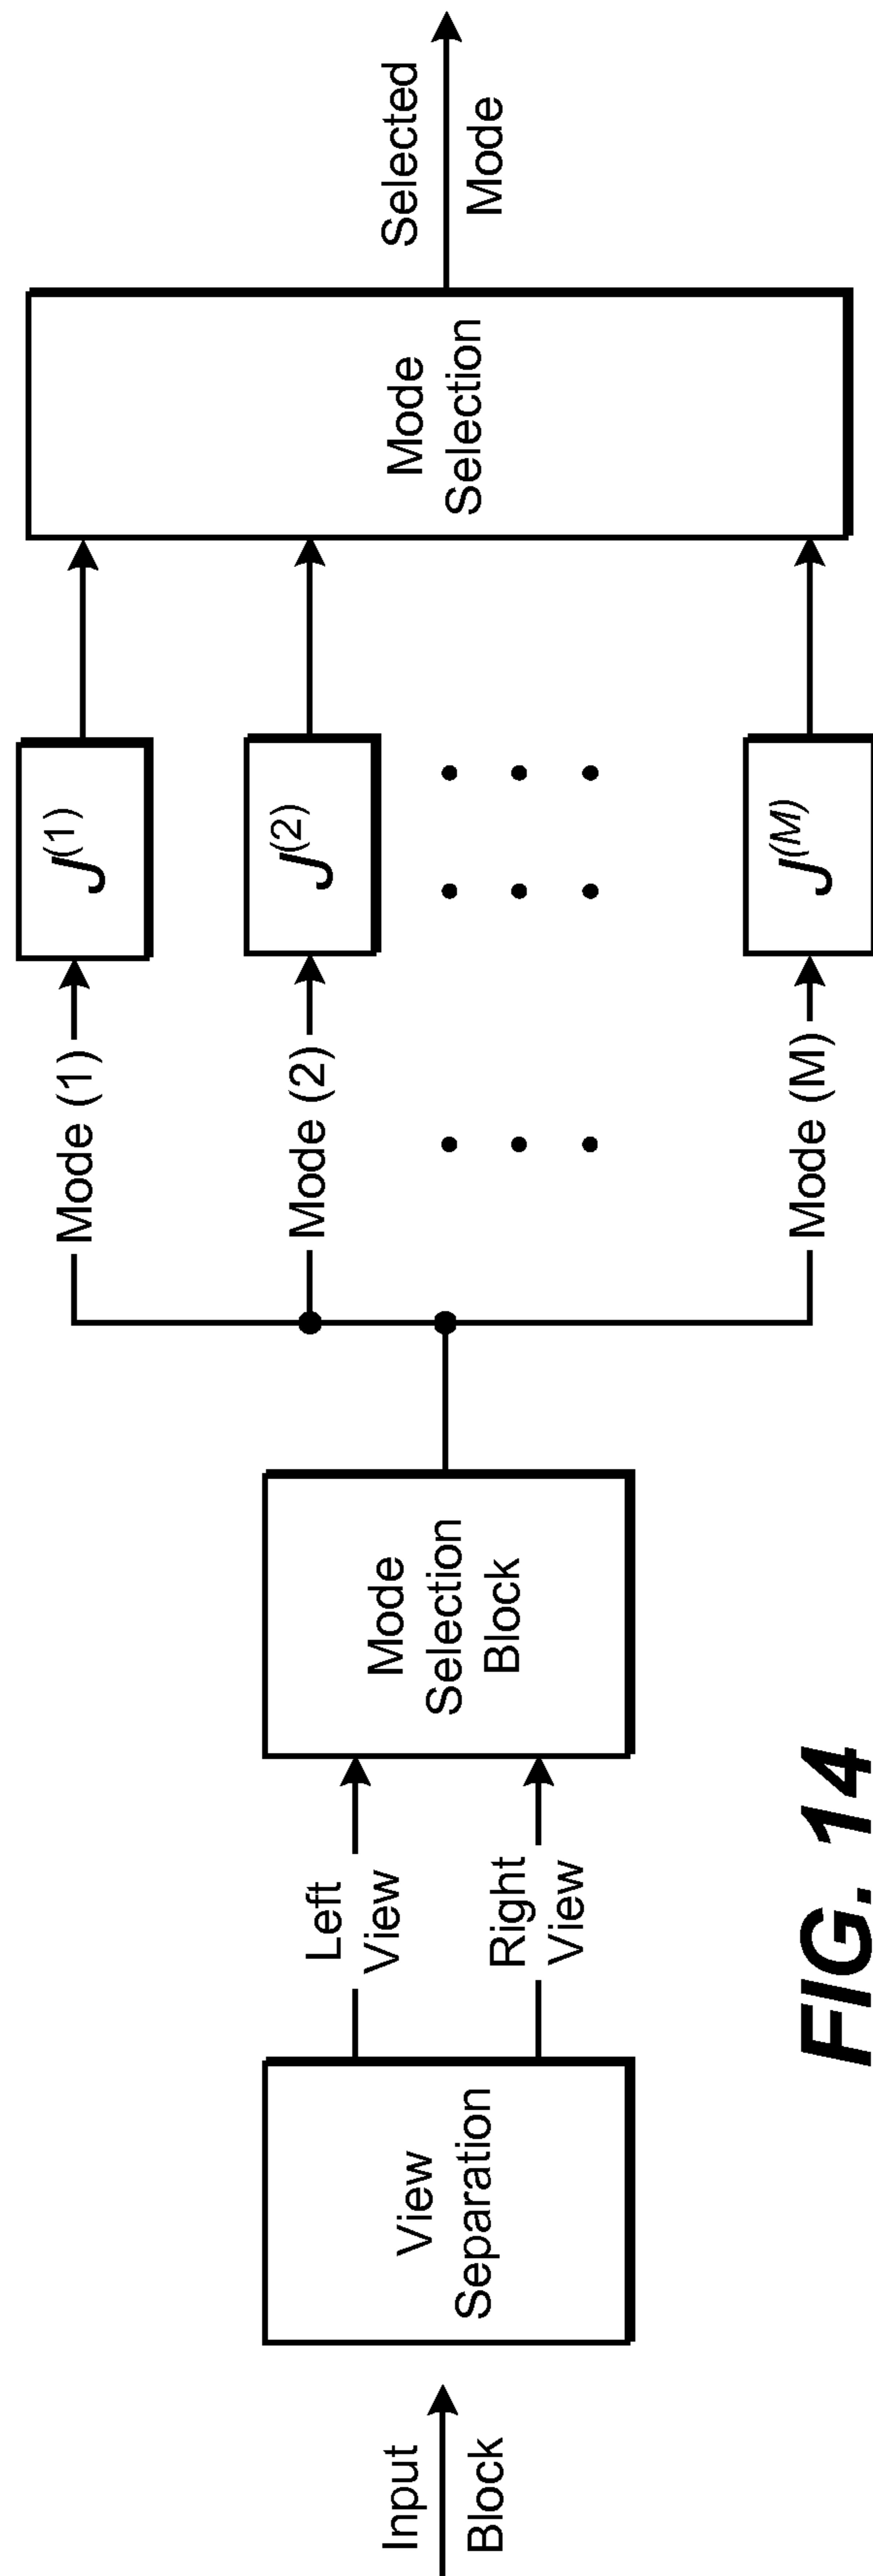 Input
Block
View
Separation
Left
View
Right
View
Mode
Selection
Block
Mode (1)
Mode (2)
Mode (M)
J(1)
J(2)
J(M)
Mode
Selection
Selected
Mode
FIG. 14